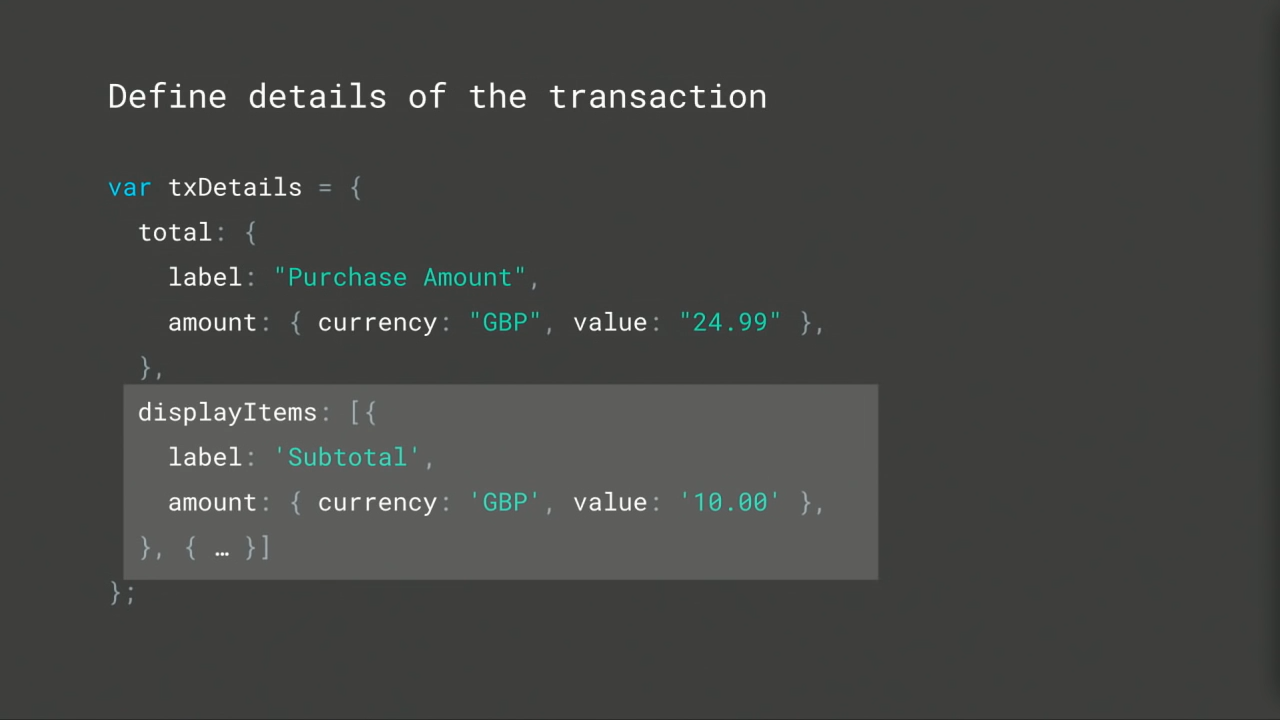 Define details of the transaction
var txDetails = {
total: {
label: "Purchase Amount",
amount: { currency: "GBP", value: "24.99" },
},
displayItems: [{
label: 'Subtotal',
amount: { currency: 'GBP', value: '10.00' },
}, { … }]
};